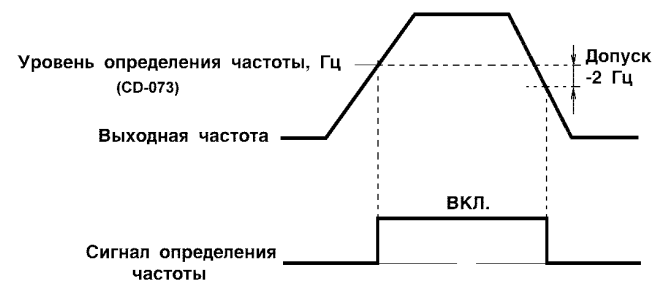 Уровень определения частоты, Гц
(CD-073)
Допуск
-2 Гц
Выходная частота
ВКЛ.
Сигнал определения
частоты